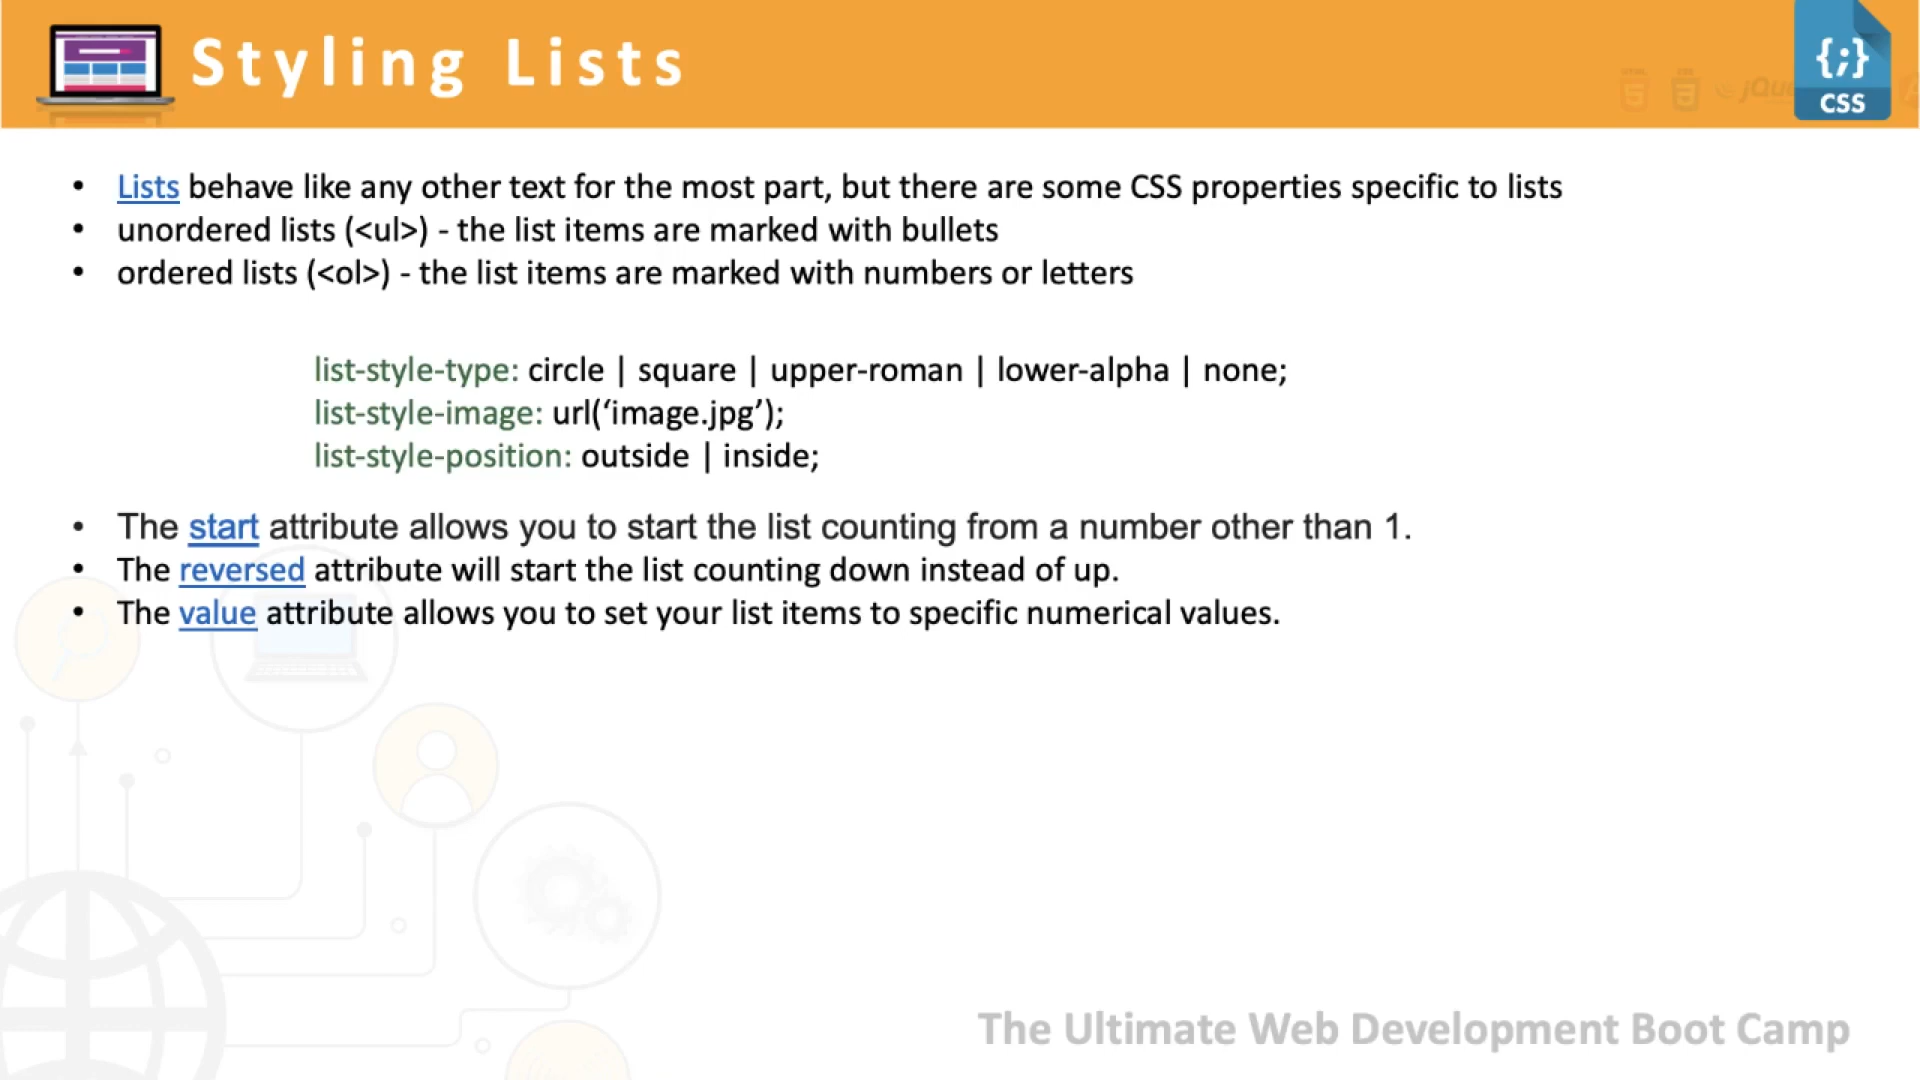 Styling Lists
{;}
CSS
• Lists behave like any other text for the most part, but there are some CSS properties specific to lists
• unordered lists (<ul>) - the list items are marked with bullets
• ordered lists (<ol>) - the list items are marked with numbers or letters
list-style-type: circle | square | upper-roman | lower-alpha | none;
list-style-image: url(‘image.jpg’);
list-style-position: outside | inside;
• The start attribute allows you to start the list counting from a number other than 1.
• The reversed attribute will start the list counting down instead of up.
• The value attribute allows you to set your list items to specific numerical values.
The Ultimate Web Development Boot Camp